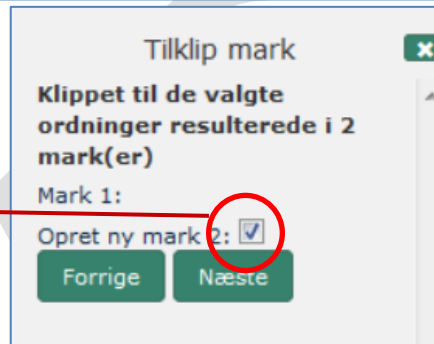 Tilklip mark
Klippet til de valgte
ordninger resulterede i 2
mark(er)
Mark 1:
Opret ny mark 2:
Forrige Næste